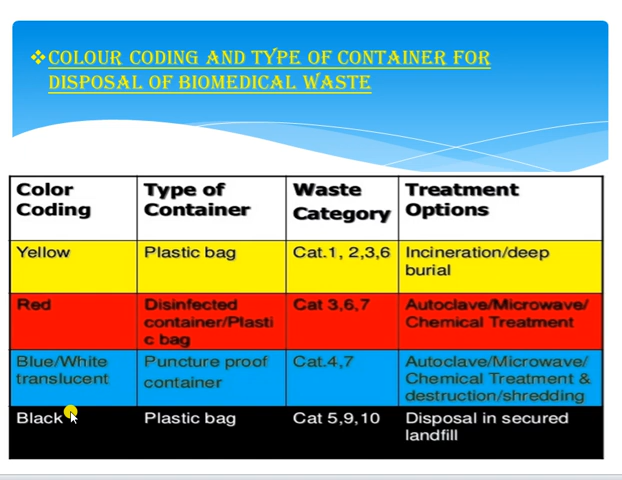 ❖COLOUR CODING AND TYPE OF CONTAINER FOR
DISPOSAL OF BIOMEDICAL WASTE
Color Coding
Type of Container
Waste Category
Treatment Options
Yellow
Plastic bag
Cat.1, 2,3,6
Incineration/deep
burial
Red
Disinfected
container/Plasti
c bag
Cat 3,6,7
Autoclave/Microwave/
Chemical Treatment
Blue/White
translucent
Puncture proof
container
Cat.4,7
Autoclave/Microwave/
Chemical Treatment &
destruction/shredding
Black
Plastic bag
Cat 5,9,10
Disposal in secured
landfill